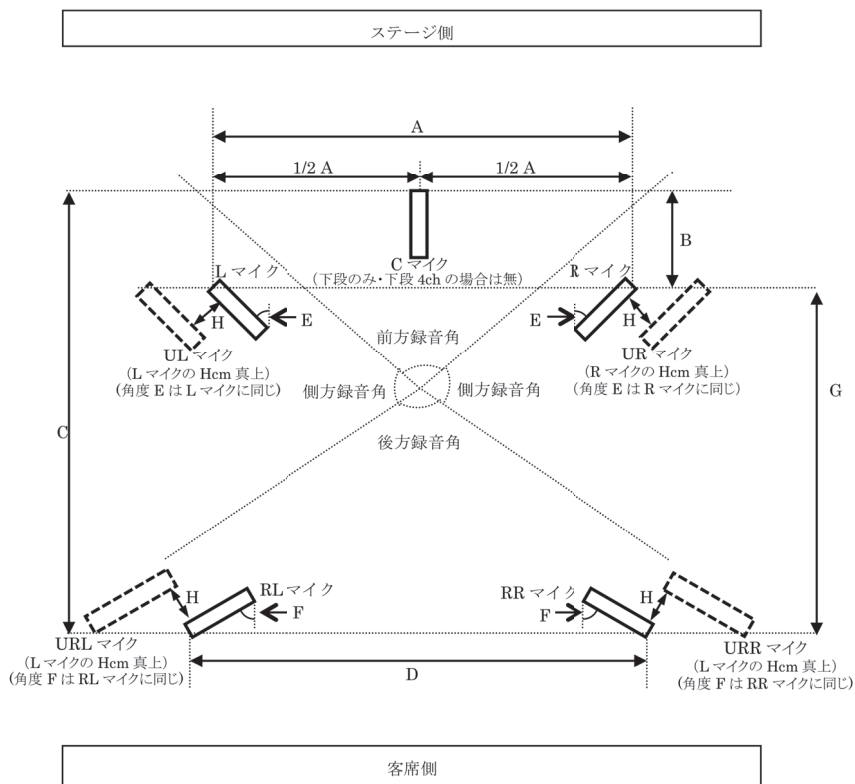 ステージ側
A
1/2 A
1/2 A
B
C マイク
(下段のみ・下段 4ch の場合は無)
L マイク
R マイク
E
E
H
H
UL マイク
(L マイクの Hcm 真上)
(角度 E は L マイクに同じ)
UR マイク
(R マイクの Hcm 真上)
(角度 E は R マイクに同じ)
前方録音角
側方録音角
側方録音角
後方録音角
C
G
RL マイク
RR マイク
H
H
F
F
URL マイク
(L マイクの Hcm 真上)
(角度 F は RL マイクに同じ)
URR マイク
(L マイクの Hcm 真上)
(角度 F は RR マイクに同じ)
D
客席側